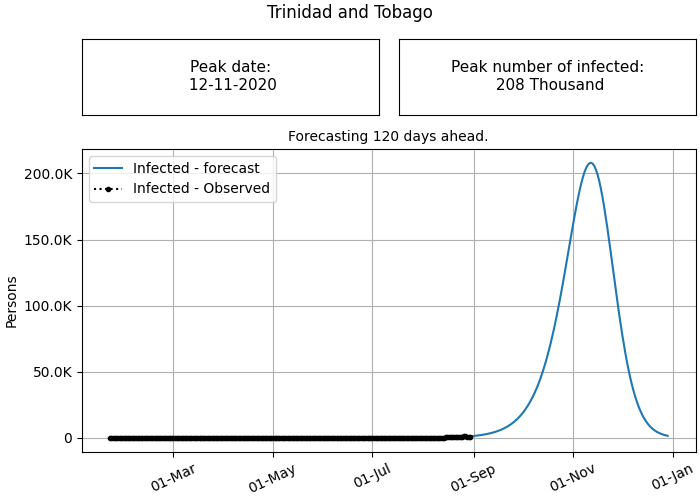 Trinidad and Tobago
Peak date:
12-11-2020
Peak number of infected:
208 Thousand
Forecasting 120 days ahead.
Infected - forecast
Infected - Observed
200.0K
150.0K
100.0K
50.0K
0
Persons
01-Mar
01-May
01-Jul
01-Sep
01-Nov
01-Jan